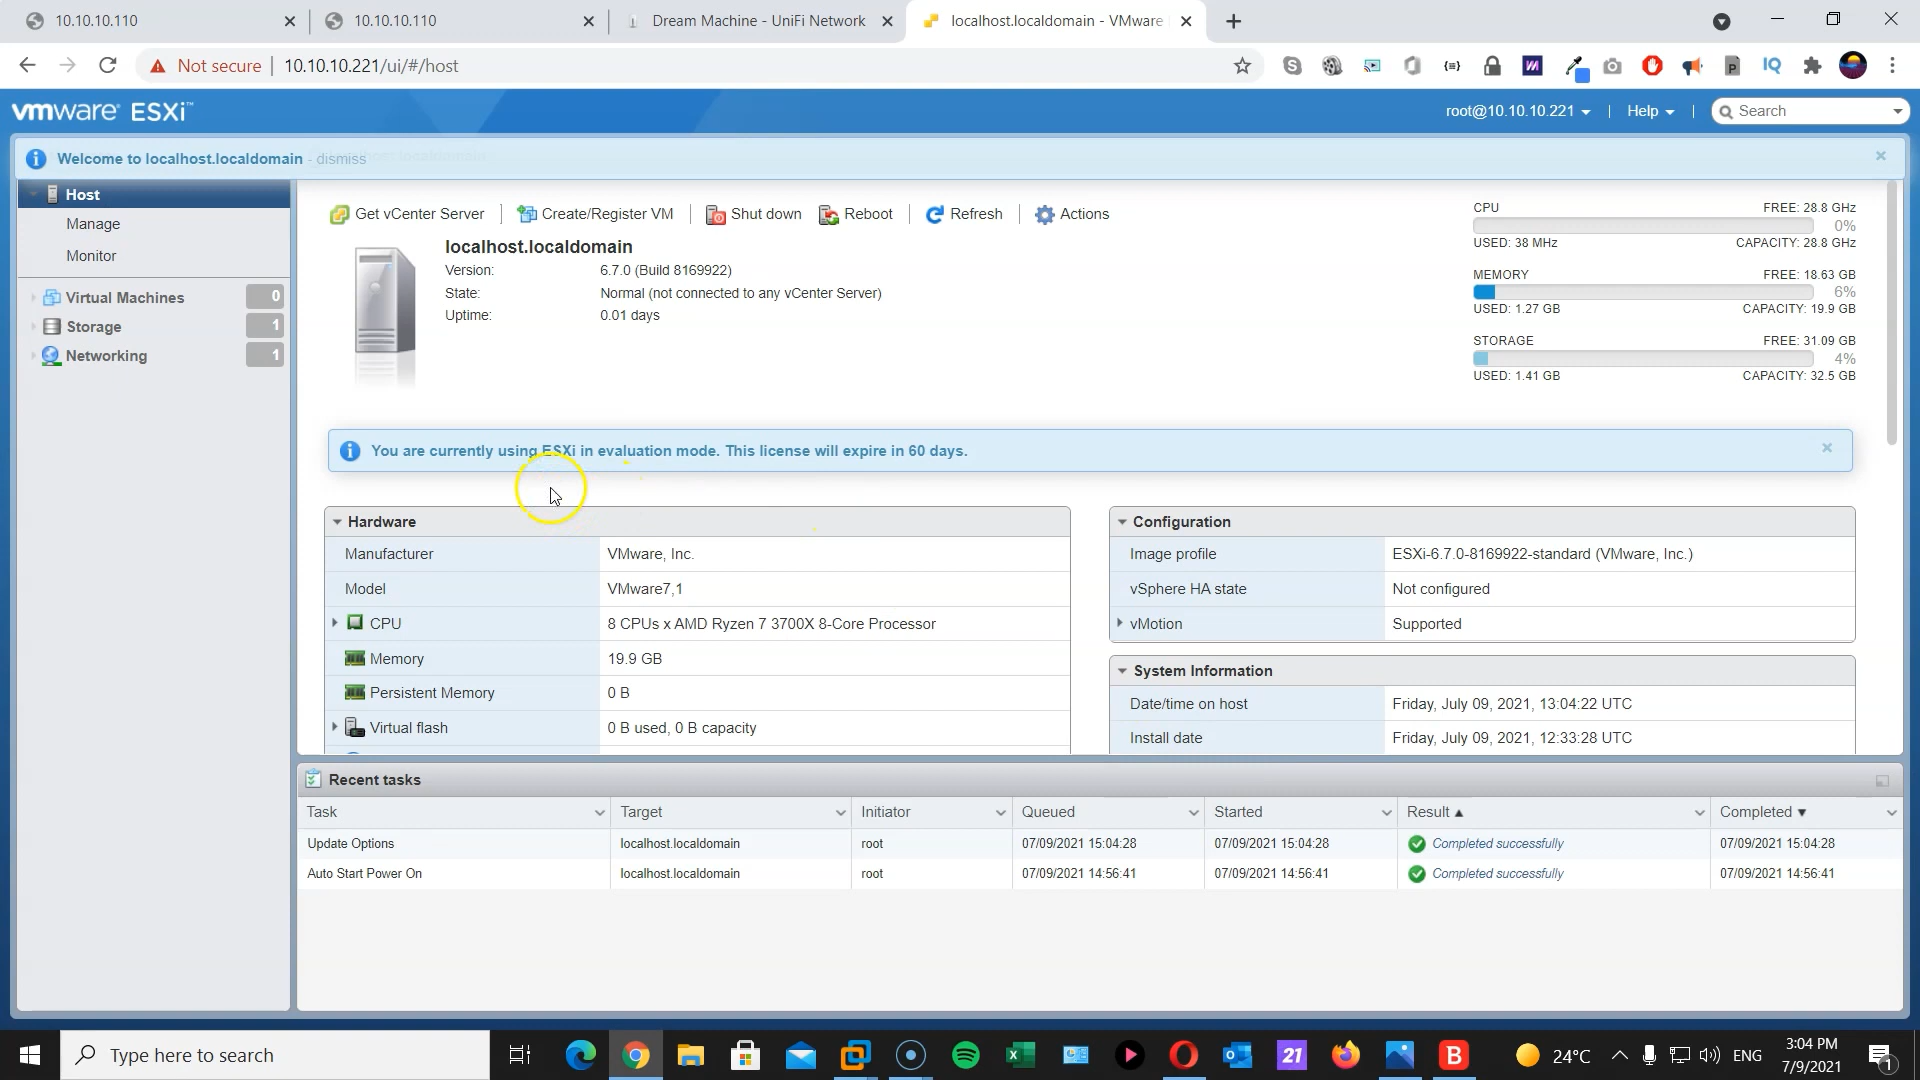 10.10.10.110
10.10.10.110
Dream Machine - UniFi Network
localhost.localdomain - VMware
Not secure
10.10.10.221/ui/#/host
vmware ESXi™
root@10.10.10.221
Help
Search
Welcome to localhost.localdomain - dismiss
Host
Manage
Monitor
Virtual Machines 0
Storage 1
Networking 1
Get vCenter Server
Create/Register VM
Shut down
Reboot
Refresh
Actions
localhost.localdomain
Version: 6.7.0 (Build 8169922)
State: Normal (not connected to any vCenter Server)
Uptime: 0.01 days
CPU FREE: 28.8 GHz
0%
USED: 38 MHz CAPACITY: 28.8 GHz
MEMORY FREE: 18.63 GB
6%
USED: 1.27 GB CAPACITY: 19.9 GB
STORAGE FREE: 31.09 GB
4%
USED: 1.41 GB CAPACITY: 32.5 GB
You are currently using ESXi in evaluation mode. This license will expire in 60 days.
Hardware
Manufacturer VMware, Inc.
Model VMware7,1
CPU 8 CPUs x AMD Ryzen 7 3700X 8-Core Processor
Memory 19.9 GB
Persistent Memory 0 B
Virtual flash 0 B used, 0 B capacity
Configuration
Image profile ESXi-6.7.0-8169922-standard (VMware, Inc.)
vSphere HA state Not configured
vMotion Supported
System Information
Date/time on host Friday, July 09, 2021, 13:04:22 UTC
Install date Friday, July 09, 2021, 12:33:28 UTC
Recent tasks
Task Target Initiator Queued Started Result Completed
Update Options localhost.localdomain root 07/09/2021 15:04:28 07/09/2021 15:04:28 Completed successfully 07/09/2021 15:04:28
Auto Start Power On localhost.localdomain root 07/09/2021 14:56:41 07/09/2021 14:56:41 Completed successfully 07/09/2021 14:56:41
Type here to search
21
B
24°C
ENG
3:04 PM
7/9/2021
1